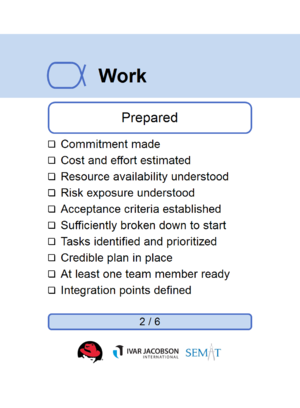 Work
Prepared
Commitment made
Cost and effort estimated
Resource availability understood
Risk exposure understood
Acceptance criteria established
Sufficiently broken down to start
Tasks identified and prioritized
Credible plan in place
At least one team member ready
Integration points defined
2 / 6
IVAR JACOBSON
INTERNATIONAL
SEMAT